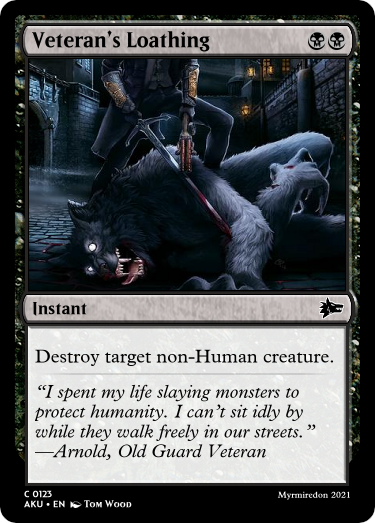 Veteran's Loathing
Instant
Destroy target non-Human creature.
“I spent my life slaying monsters to
protect humanity. I can't sit idly by
while they walk freely in our streets.”
—Arnold, Old Guard Veteran
C 0123
AKU • EN Tom Wood
Myrmiredon 2021